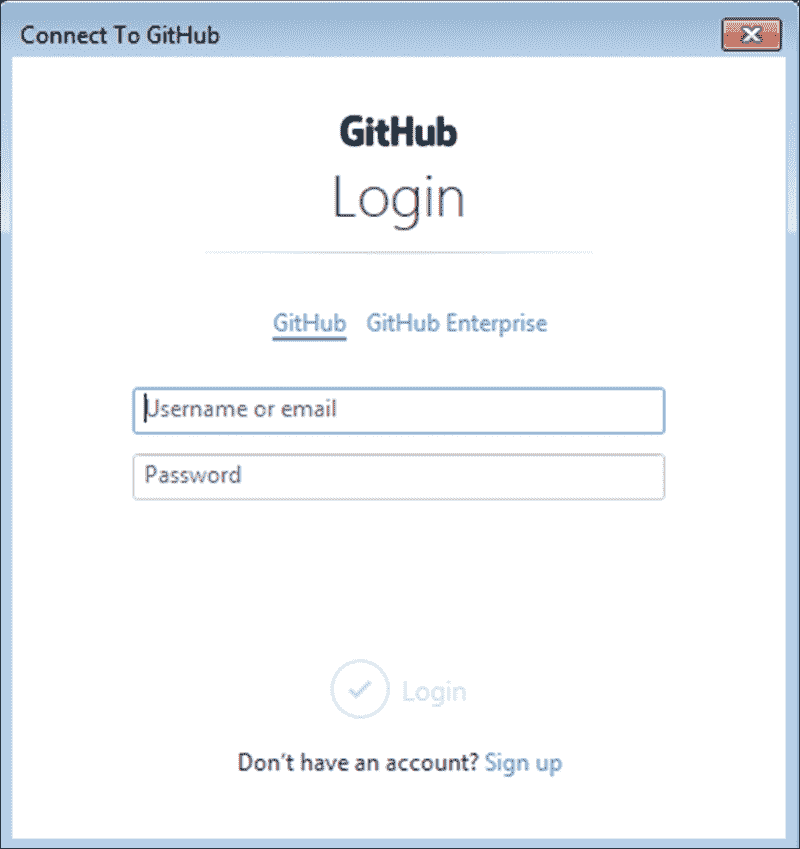 Connect To GitHub
GitHub
Login
GitHub GitHub Enterprise
Username or email
Password
Login
Don't have an account? Sign up